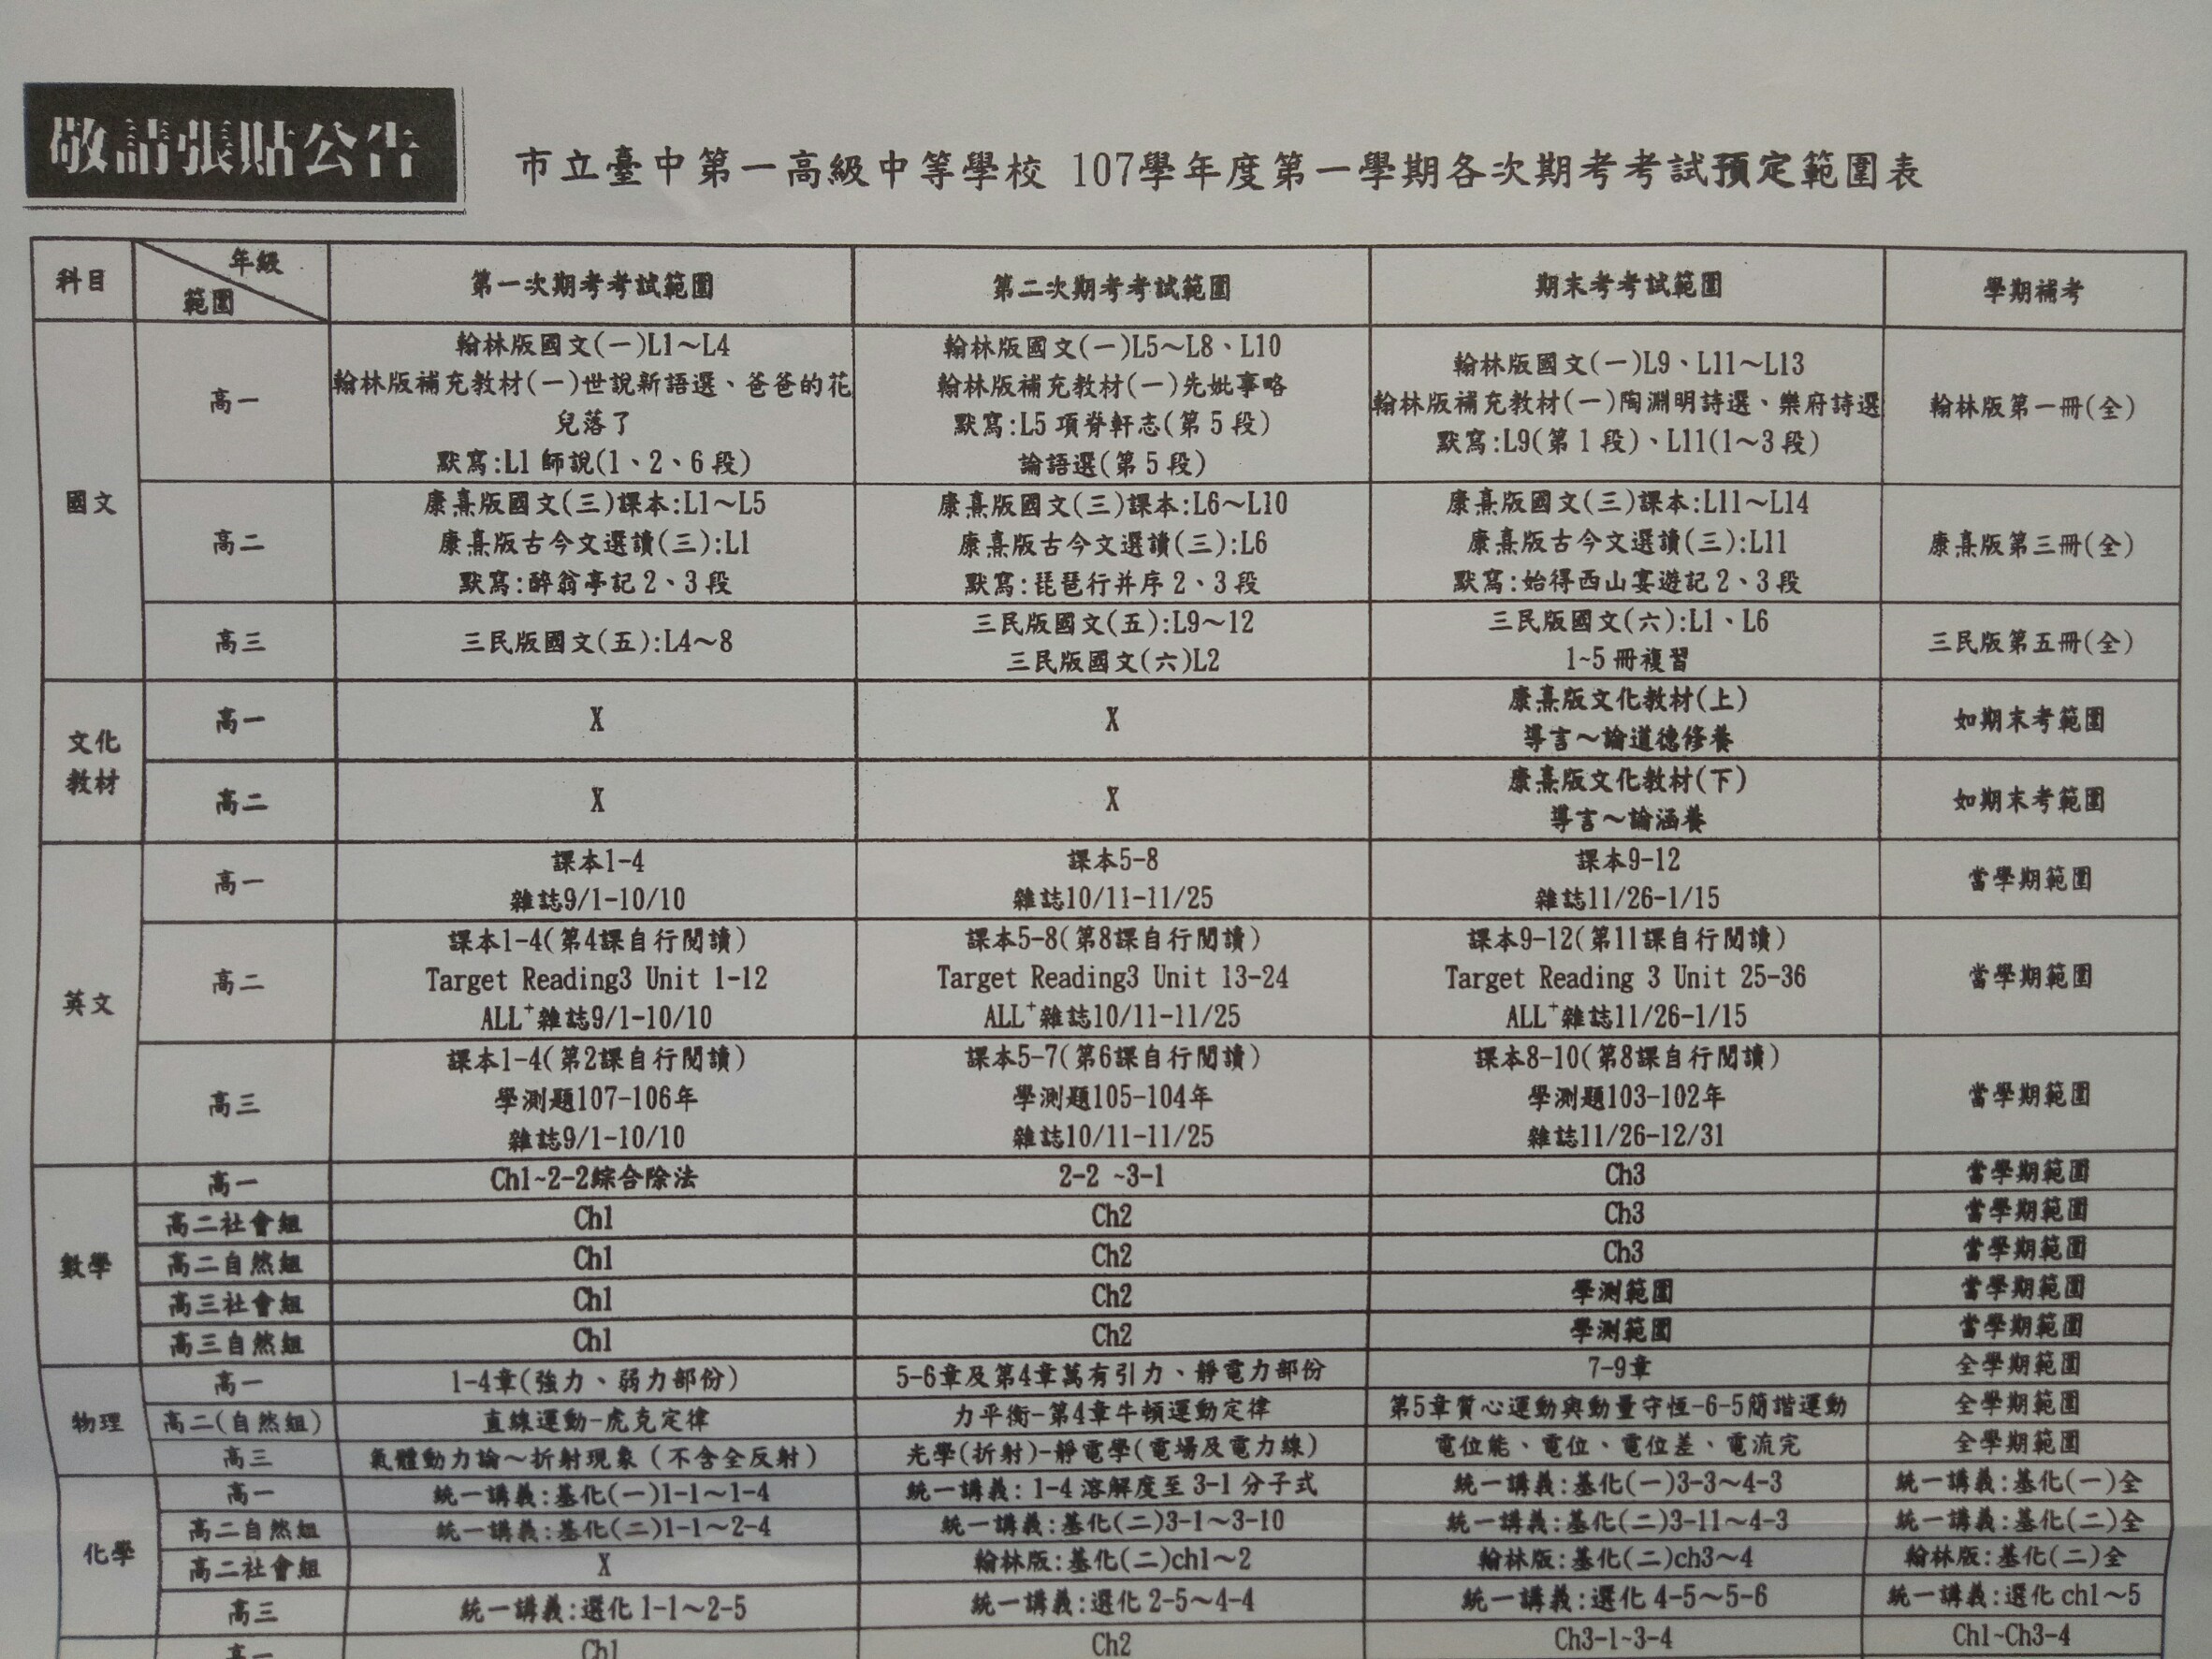 敬請張貼公告
市立臺中第一高級中等學校 107學年度第一學期各次期考考試預定範圍表
科目 年級 範圍 第一次期考考試範圍 第二次期考考試範圍 期末考考試範圍 學期補考
國文
高一
翰林版國文(一)L1～L4
翰林版補充教材(一)世說新語選、爸爸的花
兒落了
默寫:L1 師說(1、2、6 段)
翰林版國文(一)L5～L8、L10
翰林版補充教材(一)先妣事略
默寫:L5 項脊軒志(第 5 段)
論語選(第 5 段)
翰林版國文(一)L9、L11～L13
翰林版補充教材(一)陶淵明詩選、樂府詩選
默寫:L9(第 1 段)、L11(1～3 段)
翰林版第一冊(全)
高二
康熹版國文(三)課本:L1～L5
康熹版古今文選讀(三):L1
默寫:醉翁亭記 2、3 段
康熹版國文(三)課本:L6～L10
康熹版古今文選讀(三):L6
默寫:琵琶行并序 2、3 段
康熹版國文(三)課本:L11～L14
康熹版古今文選讀(三):L11
默寫:始得西山宴遊記 2、3 段
康熹版第三冊(全)
高三
三民版國文(五):L4～8
三民版國文(五):L9～12
三民版國文(六)L2
三民版國文(六):L1、L6
1~5 冊複習
三民版第五冊(全)
文化
教材
高一
X
X
康熹版文化教材(上)
導言～論道德修養
如期末考範圍
高二
X
X
康熹版文化教材(下)
導言～論涵養
如期末考範圍
英文
高一
課本1-4
雜誌9/1-10/10
課本5-8
雜誌10/11-11/25
課本9-12
雜誌11/26-1/15
當學期範圍
高二
課本1-4(第4課自行閱讀)
Target Reading3 Unit 1-12
ALL⁺雜誌9/1-10/10
課本5-8(第8課自行閱讀)
Target Reading3 Unit 13-24
ALL⁺雜誌10/11-11/25
課本9-12(第11課自行閱讀)
Target Reading 3 Unit 25-36
ALL⁺雜誌11/26-1/15
當學期範圍
高三
課本1-4(第2課自行閱讀)
學測題107-106年
雜誌9/1-10/10
課本5-7(第6課自行閱讀)
學測題105-104年
雜誌10/11-11/25
課本8-10(第8課自行閱讀)
學測題103-102年
雜誌11/26-12/31
當學期範圍
數學
高一 Ch1~2-2綜合除法 2-2 ~3-1 Ch3 當學期範圍
高二社會組 Ch1 Ch2 Ch3 當學期範圍
高二自然組 Ch1 Ch2 Ch3 當學期範圍
高三社會組 Ch1 Ch2 學測範圍 當學期範圍
高三自然組 Ch1 Ch2 學測範圍 當學期範圍
物理
高一 1-4章(強力、弱力部份) 5-6章及第4章萬有引力、靜電力部份 7-9章 全學期範圍
高二(自然組) 直線運動-虎克定律 力平衡-第4章牛頓運動定律 第5章質心運動與動量守恆-6-5簡諧運動 全學期範圍
高三 氣體動力論～折射現象（不含全反射） 光學(折射)-靜電學(電場及電力線) 電位能、電位、電位差、電流完 全學期範圍
化學
高一 統一講義:基化(一)1-1～1-4 統一講義: 1-4 溶解度至 3-1 分子式 統一講義:基化(一)3-3～4-3 統一講義:基化(一)全
高二自然組 統一講義:基化(二)1-1～2-4 統一講義:基化(二)3-1～3-10 統一講義:基化(二)3-11～4-3 統一講義:基化(二)全
高二社會組 X 翰林版:基化(二)ch1～2 翰林版:基化(二)ch3～4 翰林版:基化(二)全
高三 統一講義:選化 1-1～2-5 統一講義:選化 2-5～4-4 統一講義:選化 4-5～5-6 統一講義:選化 ch1～5
高一 Ch1 Ch2 Ch3-1~3-4 Ch1~Ch3-4